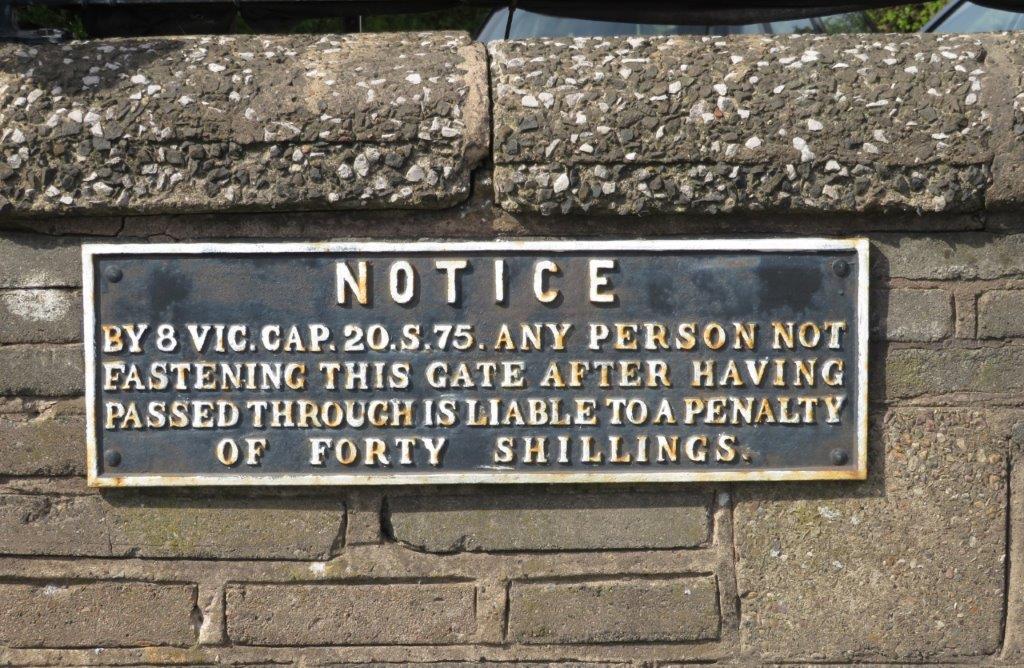 NOTICE
BY 8 VIC. CAP. 20. S. 75. ANY PERSON NOT
FASTENING THIS GATE AFTER HAVING
PASSED THROUGH IS LIABLE TO A PENALTY
OF FORTY SHILLINGS.